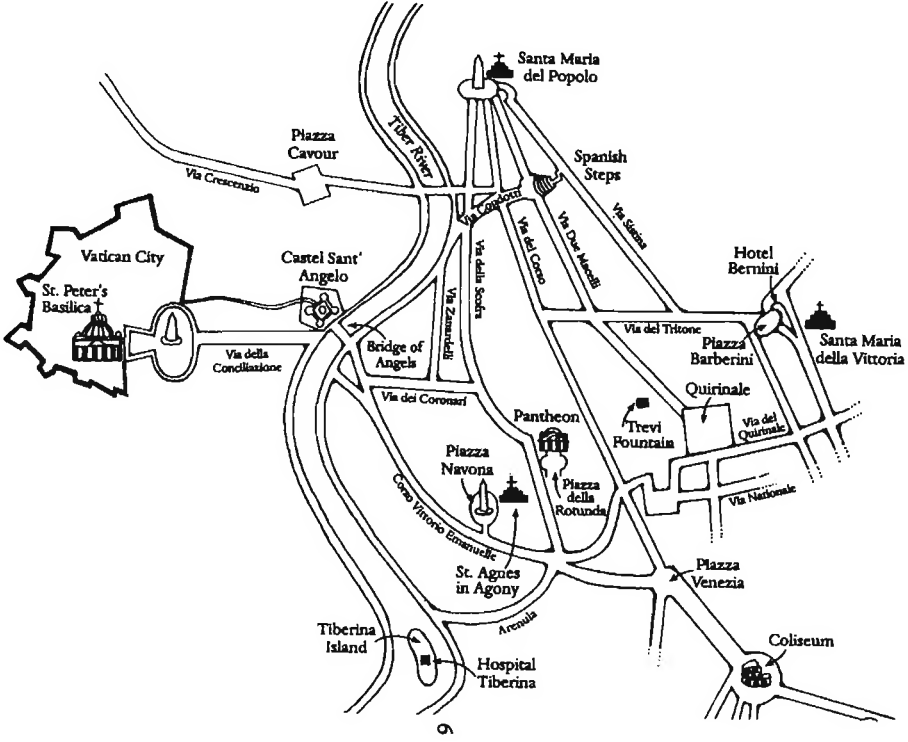 Santa Maria
del Popolo
Tiber River
Piazza
Cavour
Via Crescenzio
Spanish
Steps
Via Condotti
Via Sistina
Via del Corso
Via Due Macelli
Vatican City
Castel Sant'
Angelo
St. Peter's
Basilica
Via della Scrofa
Via Zanardelli
Hotel
Bernini
Via del Tritone
Piazza
Barberini
Santa Maria
della Vittoria
Via della
Conciliazione
Bridge of
Angels
Via dei Coronari
Quirinale
Pantheon
Trevi
Fountain
Via del
Quirinale
Piazza
Navona
Piazza
della
Rotunda
Via Nationale
Corso Vittorio Emanuelle
St. Agnes
in Agony
Piazza
Venezia
Arenula
Tiberina
Island
Hospital
Tiberina
Coliseum
6